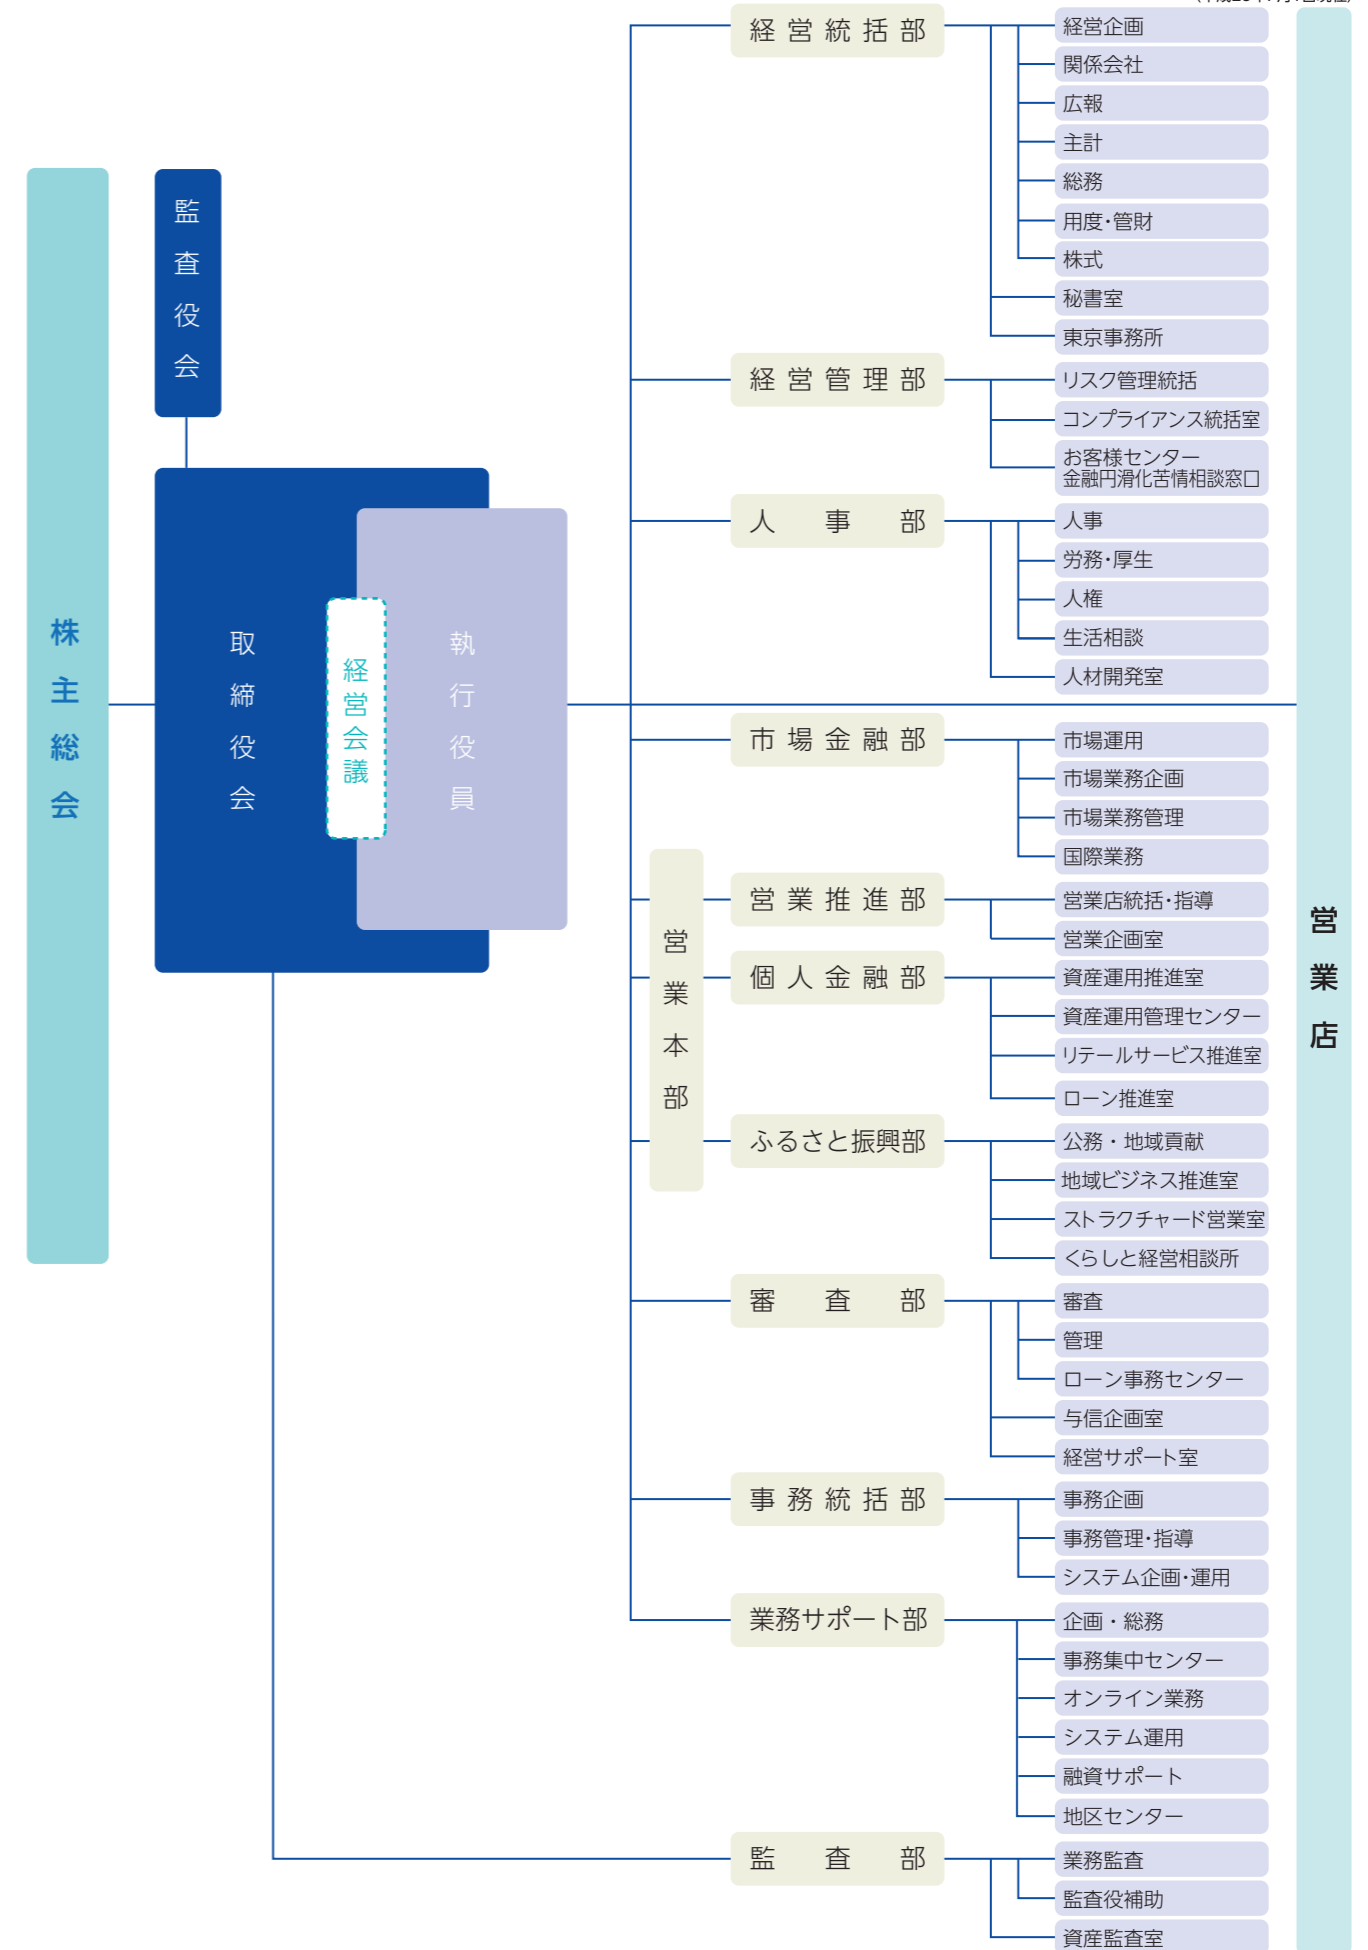 株主総会
監査役会
取締役会
経営会議
執行役員
経営統括部
経営企画
関係会社
広報
主計
総務
用度・管財
株式
秘書室
東京事務所
経営管理部
リスク管理統括
コンプライアンス統括室
お客様センター
金融円滑化苦情相談窓口
人事部
人事
労務・厚生
人権
生活相談
人材開発室
市場金融部
市場運用
市場業務企画
市場業務管理
国際業務
営業本部
営業推進部
営業店統括・指導
営業企画室
個人金融部
資産運用推進室
資産運用管理センター
リテールサービス推進室
ローン推進室
ふるさと振興部
公務・地域貢献
地域ビジネス推進室
ストラクチャード営業室
くらしと経営相談所
審査部
審査
管理
ローン事務センター
与信企画室
経営サポート室
事務統括部
事務企画
事務管理・指導
システム企画・運用
業務サポート部
企画・総務
事務集中センター
オンライン業務
システム運用
融資サポート
地区センター
監査部
業務監査
監査役補助
資産監査室
営業店